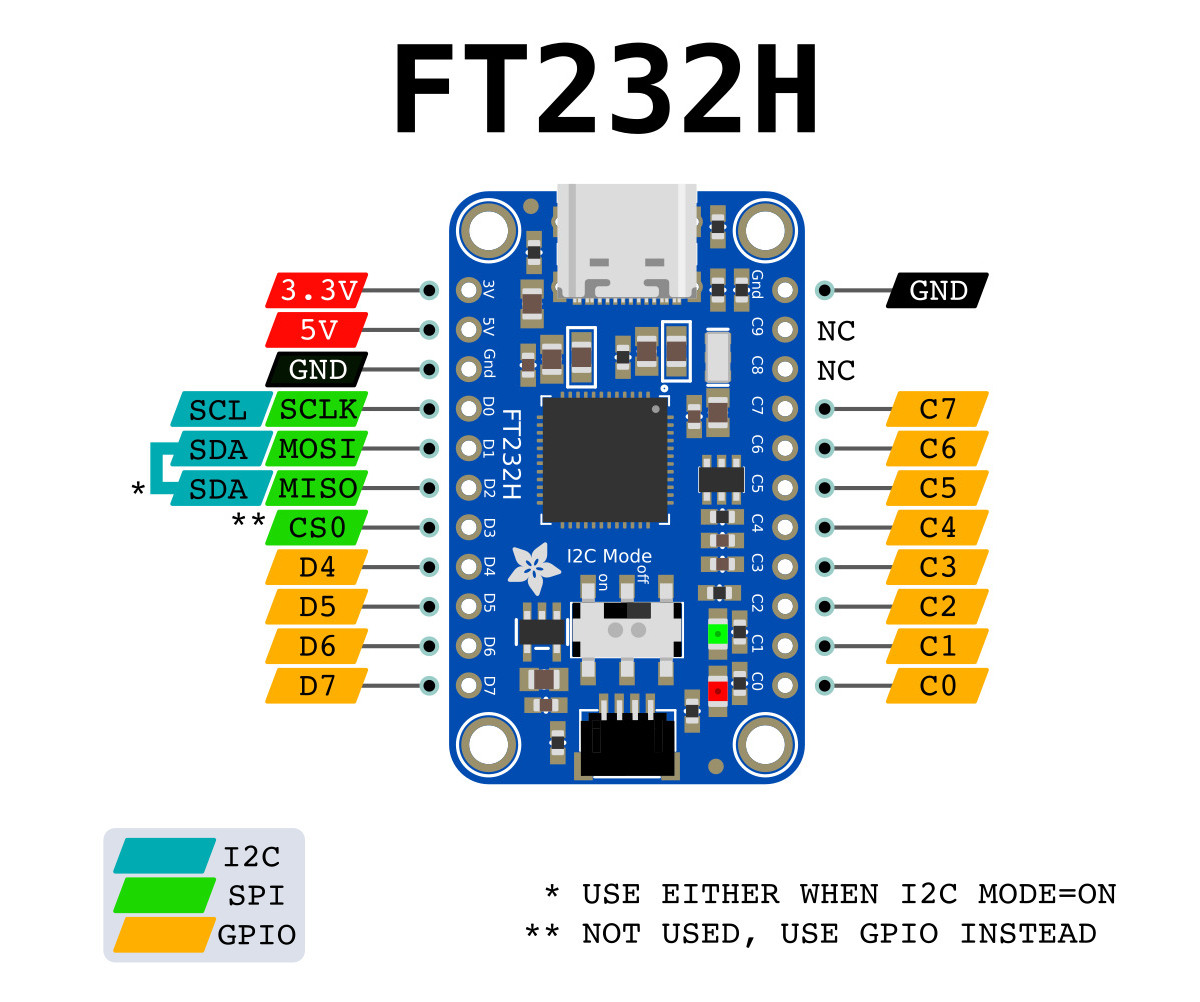 FT232H
3.3V 3V Gnd GND
5V 5V C9 NC
GND Gnd C8 NC
SCL SCLK D0 C7 C7
SDA MOSI D1 C6 C6
* SDA MISO D2 C5 C5
** CS0 D3 C4 C4
D4 D4 C3 C3
D5 D5 C2 C2
D6 D6 C1 C1
D7 D7 C0 C0
FT232H
I2C Mode
on off
I2C
SPI
GPIO
* USE EITHER WHEN I2C MODE=ON
** NOT USED, USE GPIO INSTEAD